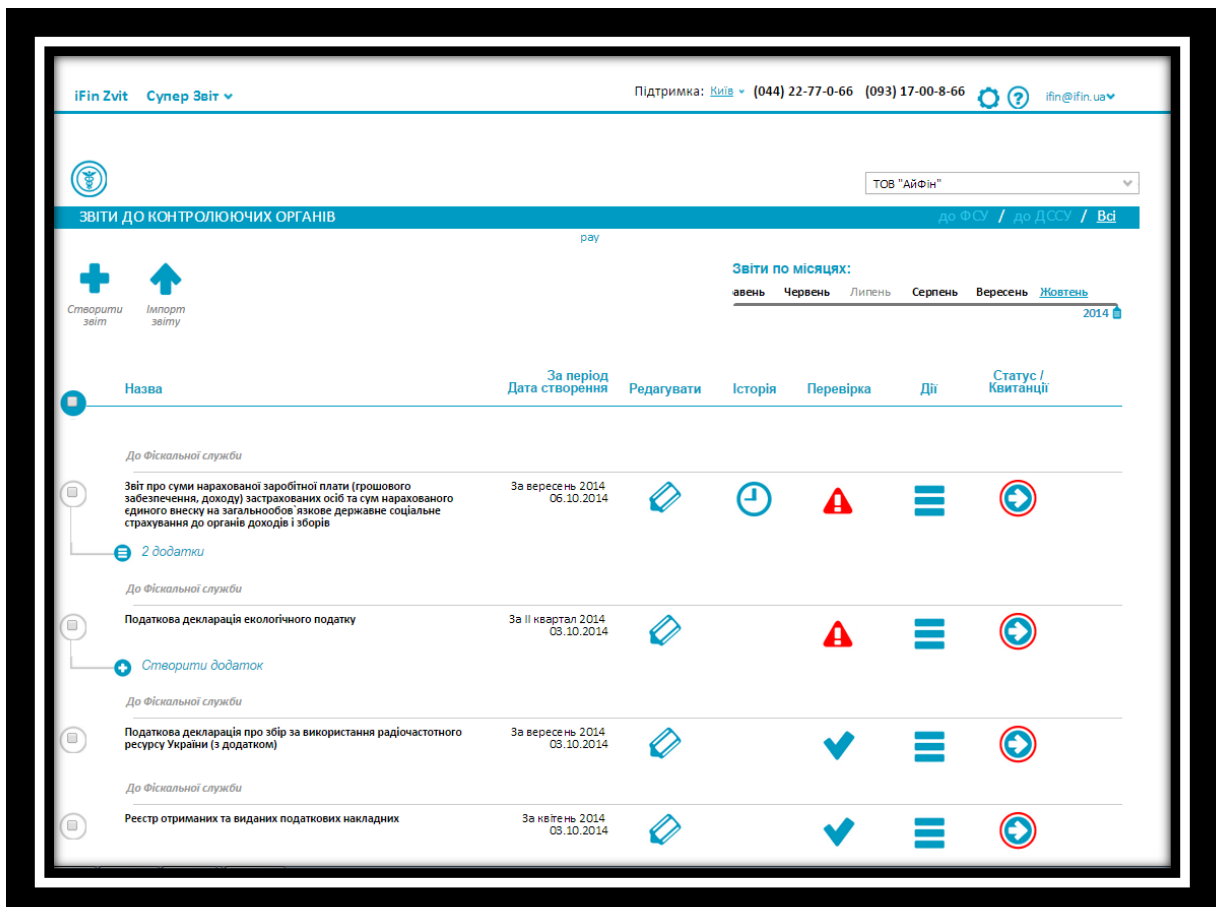 iFin Zvit Супер Звіт
Підтримка: Київ (044) 22-77-0-66 (093) 17-00-8-66
ifin@ifin.ua
ТОВ "АйФін"
ЗВІТИ ДО КОНТРОЛЮЮЧИХ ОРГАНІВ
до ФСУ / до ДССУ / Всі
pay
Створити
звіт
Імпорт
звіту
Звіти по місяцях:
равень Червень Липень Серпень Вересень Жовтень
2014
Назва
За період
Дата створення
Редагувати
Історія
Перевірка
Дії
Статус /
Квитанції
До Фіскальної служби
Звіт про суми нарахованої заробітної плати (грошового
забезпечення, доходу) застрахованих осіб та сум нарахованого
єдиного внеску на загальнообов`язкове державне соціальне
страхування до органів доходів і зборів
За вересень 2014
06.10.2014
2 додатки
До Фіскальної служби
Податкова декларація екологічного податку
За II квартал 2014
03.10.2014
Створити додаток
До Фіскальної служби
Податкова декларація про збір за використання радіочастотного
ресурсу України (з додатком)
За вересень 2014
03.10.2014
До Фіскальної служби
Реєстр отриманих та виданих податкових накладних
За квітень 2014
03.10.2014